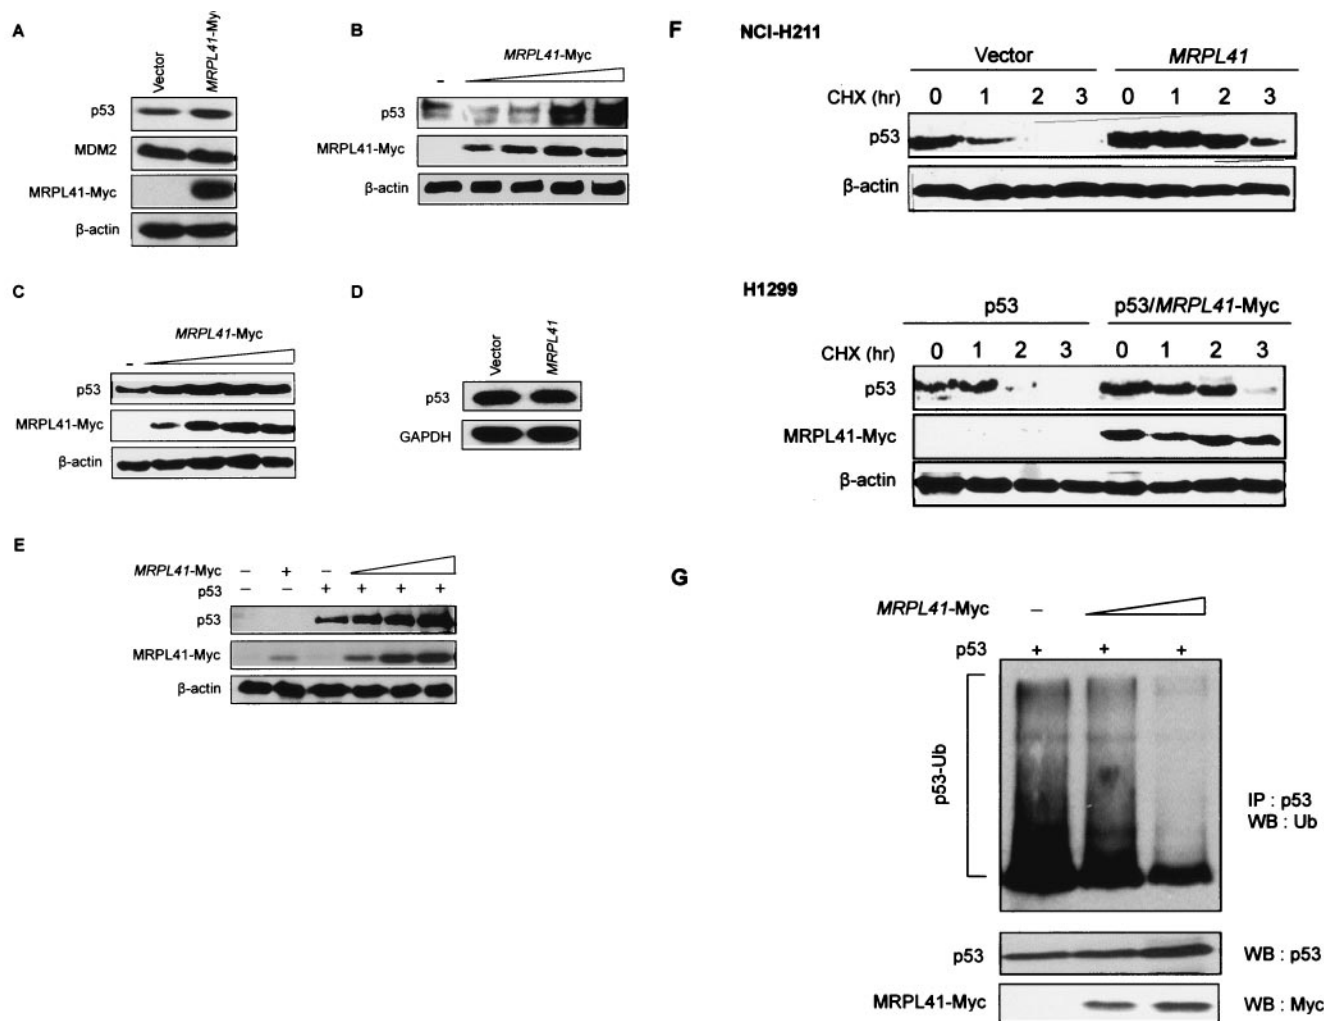 A
Vector
MRPL41-My
p53
MDM2
MRPL41-Myc
β-actin
B
MRPL41-Myc
–
p53
MRPL41-Myc
β-actin
C
MRPL41-Myc
–
p53
MRPL41-Myc
β-actin
D
Vector
MRPL41
p53
GAPDH
E
MRPL41-Myc – + –
p53 – – + + + +
p53
MRPL41-Myc
β-actin
F
NCI-H211
Vector MRPL41
CHX (hr) 0 1 2 3 0 1 2 3
p53
β-actin
H1299
p53 p53/MRPL41-Myc
CHX (hr) 0 1 2 3 0 1 2 3
p53
MRPL41-Myc
β-actin
G
MRPL41-Myc –
p53 + + +
p53-Ub
IP : p53
WB : Ub
p53 WB : p53
MRPL41-Myc WB : Myc